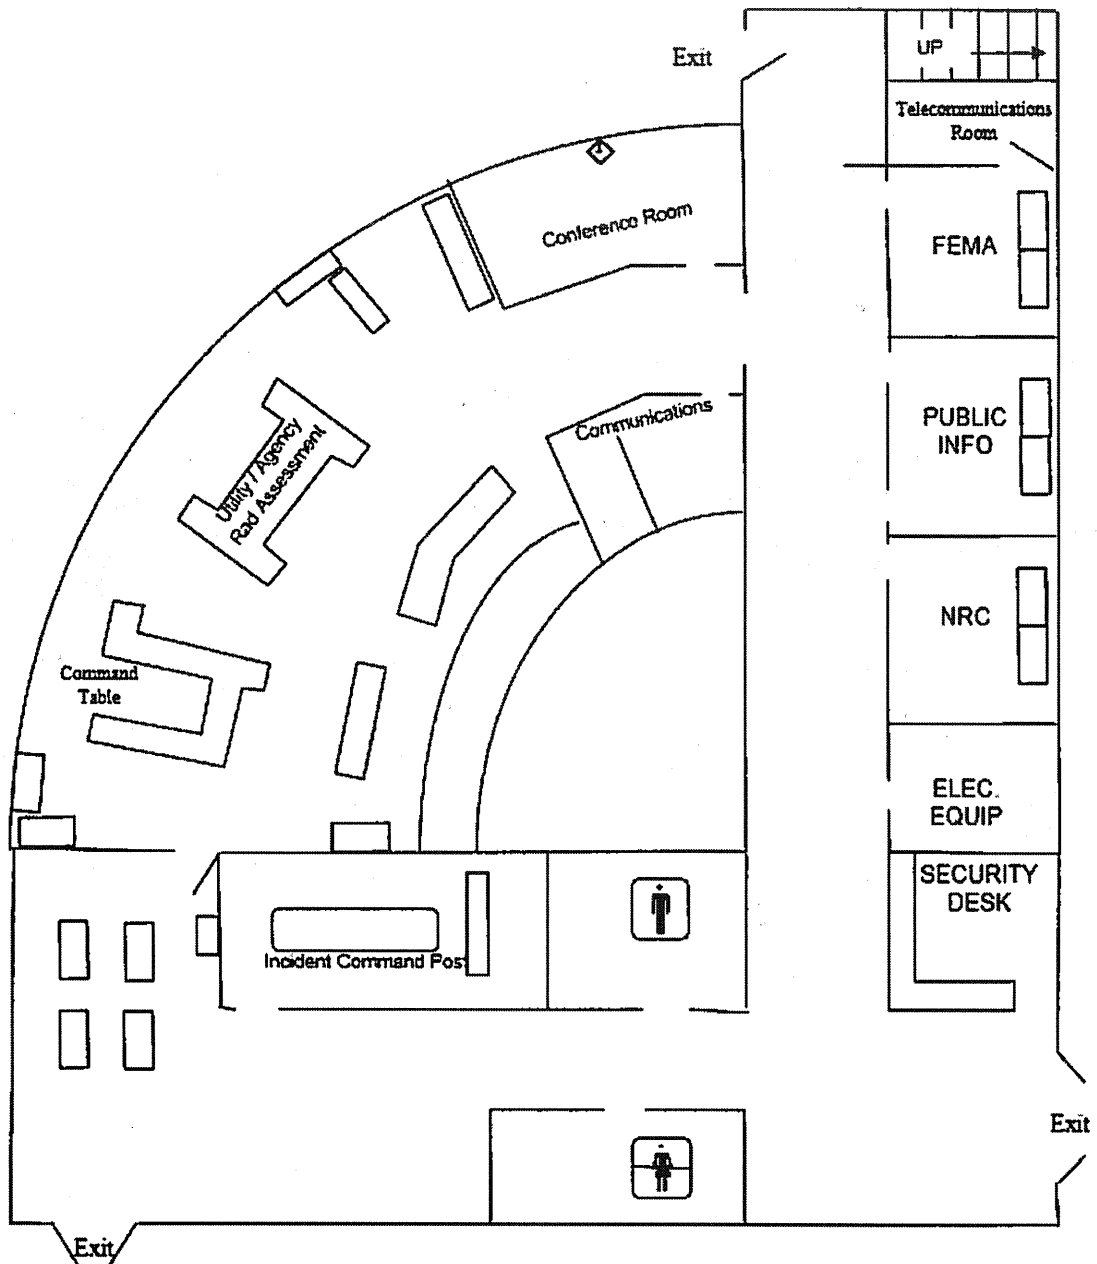 UP
Exit
Telecommunications
Room
Conference Room
FEMA
Communications
PUBLIC
INFO
Utility / Agency
Rad Assessment
NRC
Command
Table
ELEC.
EQUIP
SECURITY
DESK
Incident Command Post
Exit
Exit